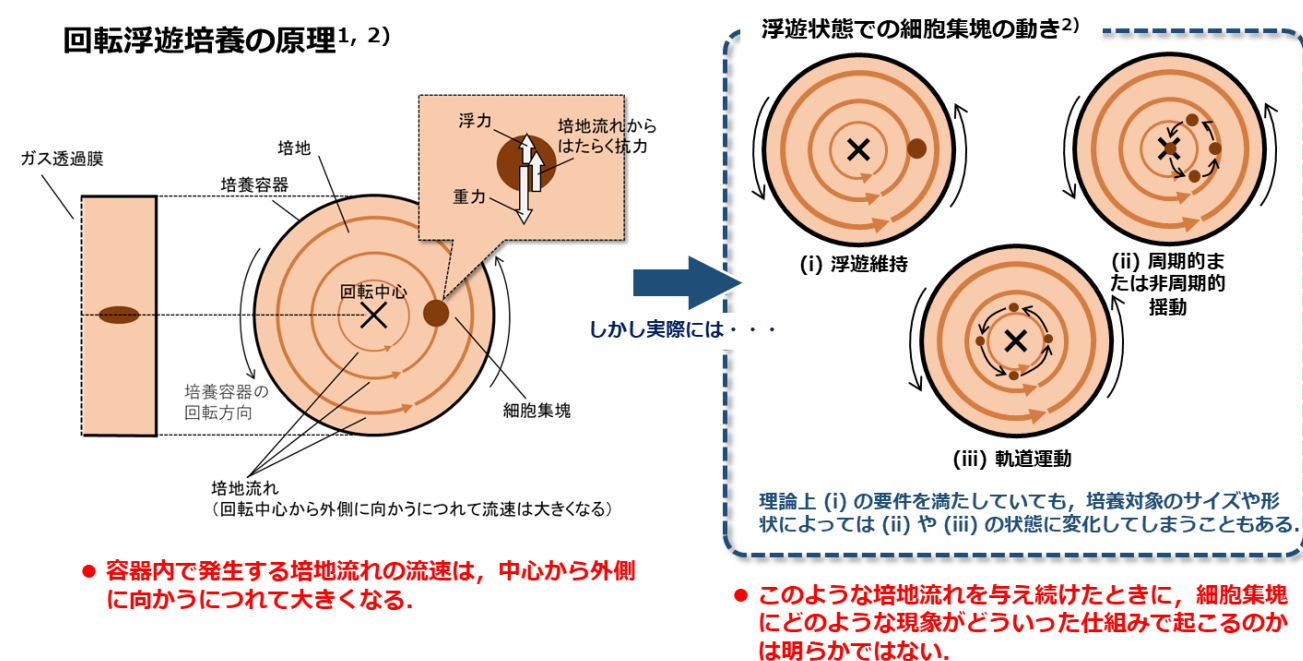 回転浮遊培養の原理1, 2)
ガス透過膜
培地
培養容器
浮力
培地流れから
はたらく抗力
重力
回転中心
培養容器の
回転方向
細胞集塊
培地流れ
(回転中心から外側に向かうにつれて流速は大きくなる)
● 容器内で発生する培地流れの流速は，中心から外側
に向かうにつれて大きくなる．
しかし実際には・・・
浮遊状態での細胞集塊の動き2)
(i) 浮遊維持
(ii) 周期的ま
たは非周期的
揺動
(iii) 軌道運動
理論上 (i) の要件を満たしていても，培養対象のサイズや形
状によっては (ii) や (iii) の状態に変化してしまうこともある．
● このような培地流れを与え続けたときに，細胞集塊
にどのような現象がどういった仕組みで起こるのか
は明らかではない．